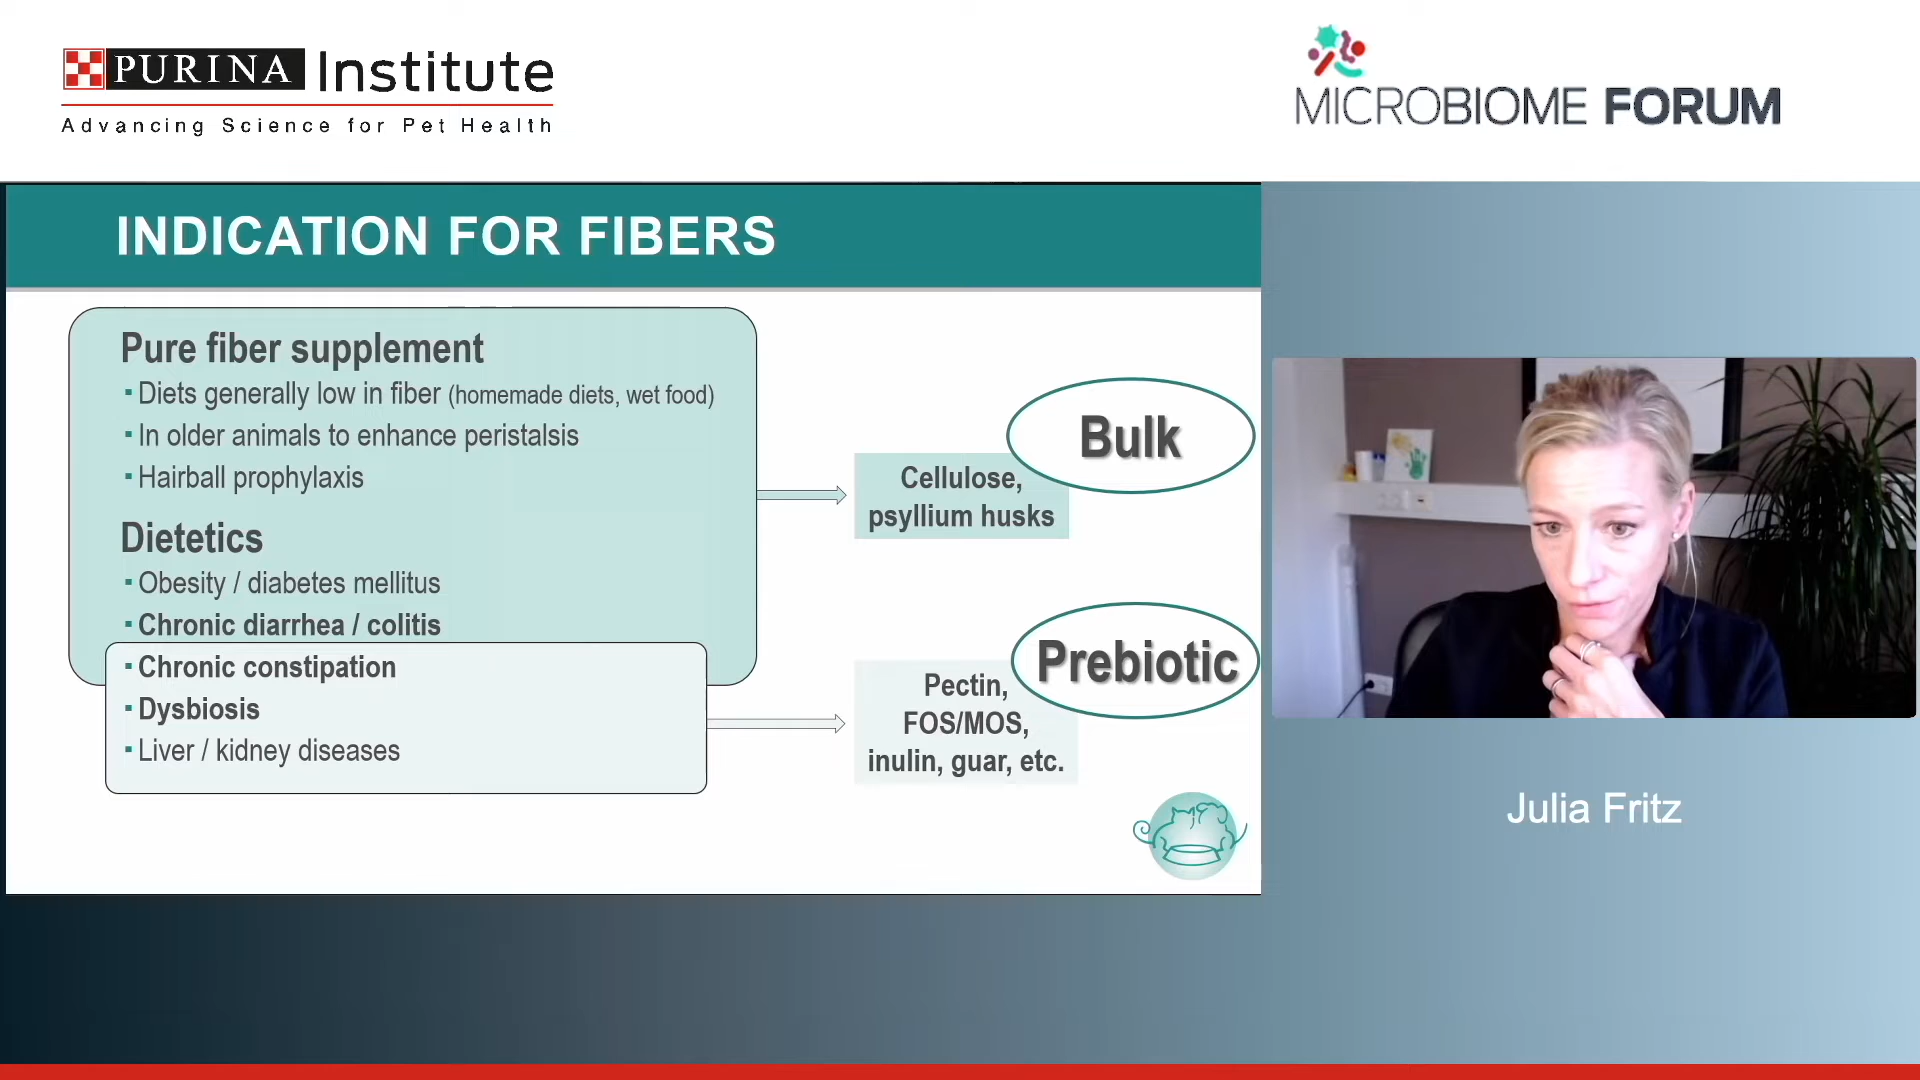 PURINA Institute
Advancing Science for Pet Health
MICROBIOME FORUM
INDICATION FOR FIBERS
Pure fiber supplement
▪ Diets generally low in fiber (homemade diets, wet food)
▪ In older animals to enhance peristalsis
▪ Hairball prophylaxis
Dietetics
▪ Obesity / diabetes mellitus
▪ Chronic diarrhea / colitis
▪ Chronic constipation
▪ Dysbiosis
▪ Liver / kidney diseases
Bulk
Cellulose,
psyllium husks
Prebiotic
Pectin,
FOS/MOS,
inulin, guar, etc.
Julia Fritz